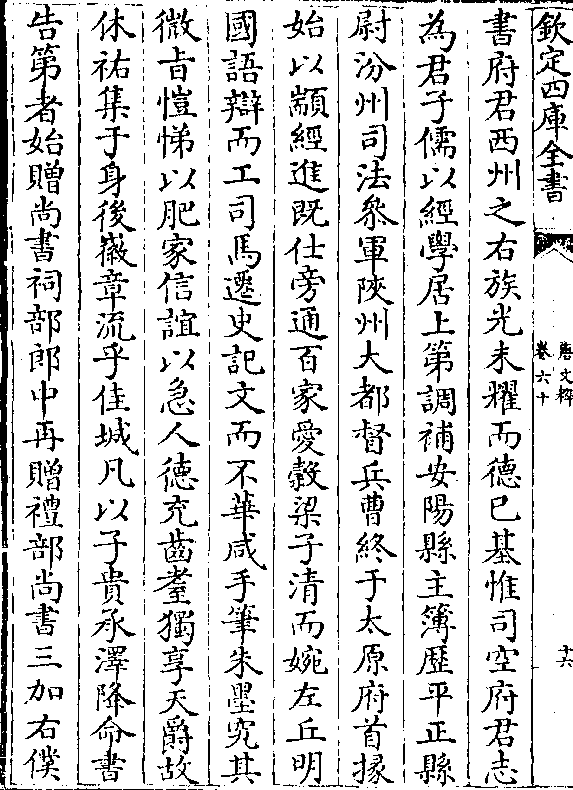 欽定四庫全書
唐文粹
卷六十
十六
書府君西州之右族光未耀而德已基惟司空府君志
為君子儒以經學居上第調補安陽縣主簿歷平正縣
尉汾州司法叅軍陜州大都督兵曹終于太原府首掾
始以顓經進既仕旁通百家愛穀梁子清而婉左丘明
國語辯而工司馬遷史記文而不華咸手筆朱墨究其
微旨愷悌以肥家信誼以急人德充齒耋獨享天爵故
休祐集于身後徽章流乎佳城凡以子貴承澤降命書
告第者始贈尚書祠部郎中再贈禮部尚書三加右僕